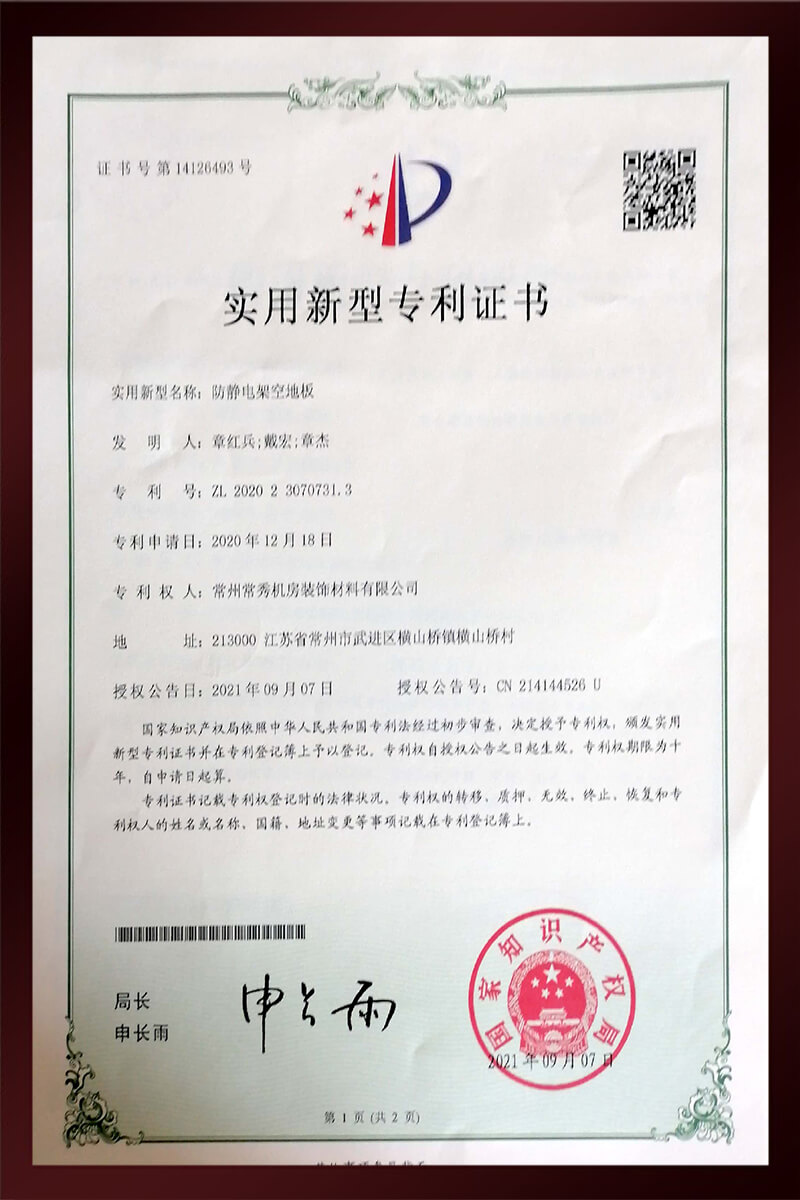 证书号第14126493号
实用新型专利证书
实用新型名称：防静电架空地板
发明人：章红兵;戴宏;章杰
专利号：ZL 2020 2 3070731.3
专利申请日：2020年12月18日
专利权人：常州常秀机房装饰材料有限公司
地址：213000 江苏省常州市武进区横山桥镇横山桥村
授权公告日：2021年09月07日 授权公告号：CN 214144526 U
国家知识产权局依照中华人民共和国专利法经过初步审查，决定授予专利权，颁发实用
新型专利证书并在专利登记簿上予以登记。专利权自授权公告之日起生效。专利权期限为十
年，自申请日起算。
专利证书记载专利权登记时的法律状况。专利权的转移、质押、无效、终止、恢复和专
利权人的姓名或名称、国籍、地址变更等事项记载在专利登记簿上。
局长
申长雨
申长雨
国家知识产权局
2021年09月07日
第 1 页 (共 2 页)